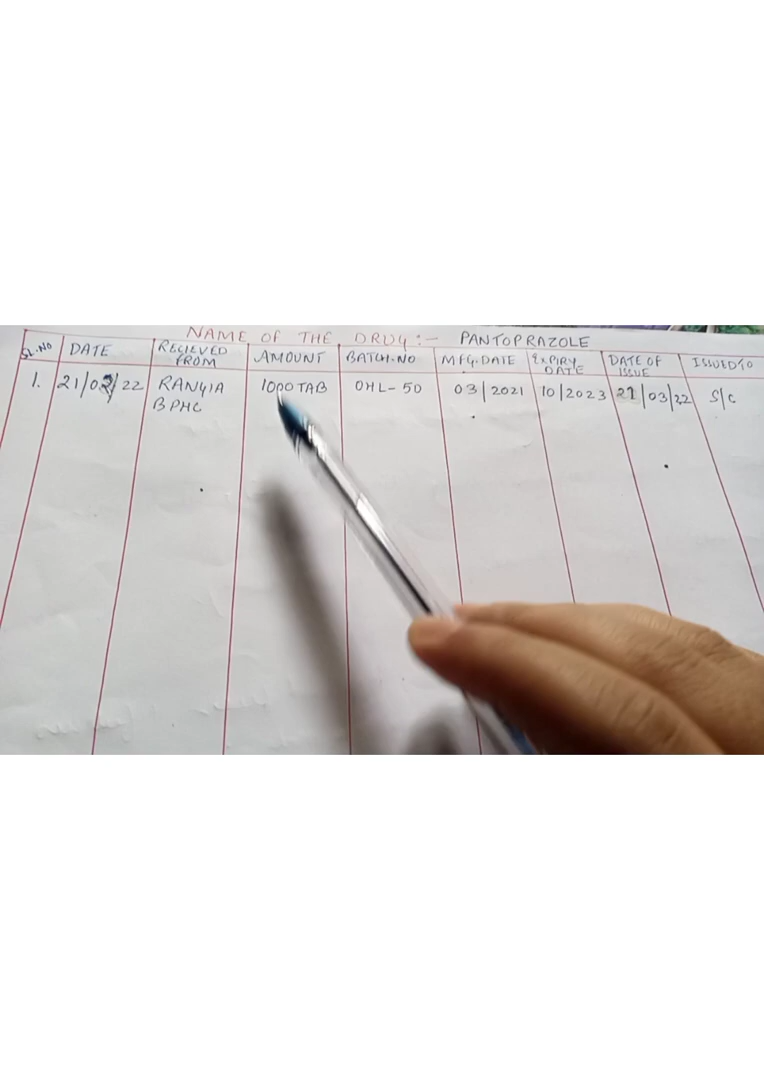 NAME OF THE DRUG:- PANTOPRAZOLE
SL.NO DATE RECIEVED FROM AMOUNT BATCH.NO MFG.DATE EXPIRY DATE DATE OF ISSUE ISSUED TO
1. 21/02/22 RANGIA BPHC 1000 TAB OHL-50 03/2021 10/2023 21/03/22 S/C